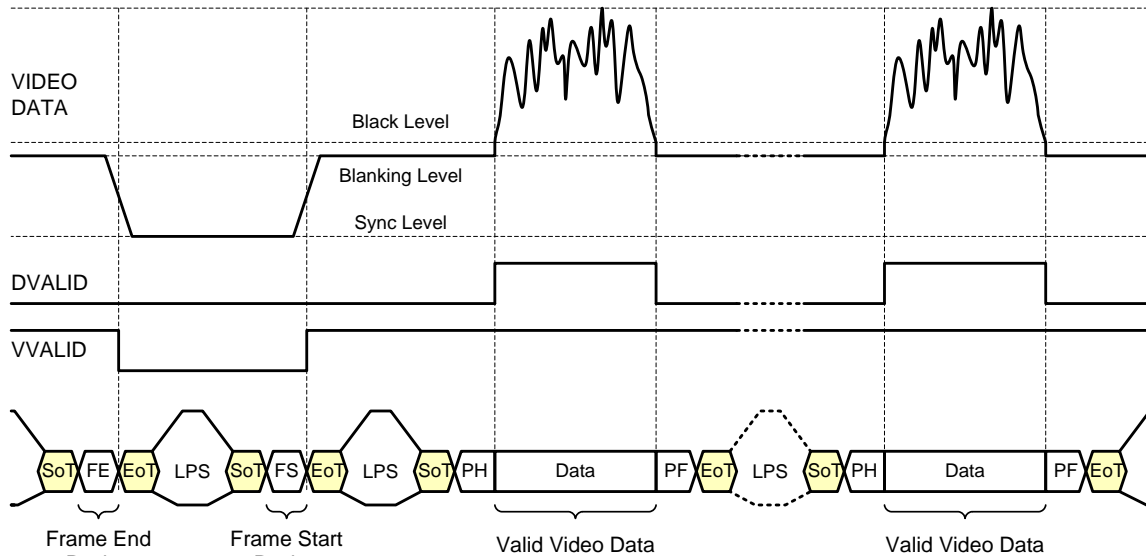 VIDEO
DATA
Black Level
Blanking Level
Sync Level
DVALID
VVALID
SoT FE EoT LPS SoT FS EoT LPS SoT PH Data PF EoT LPS SoT PH Data PF EoT
Frame End Frame Start Valid Video Data Valid Video Data